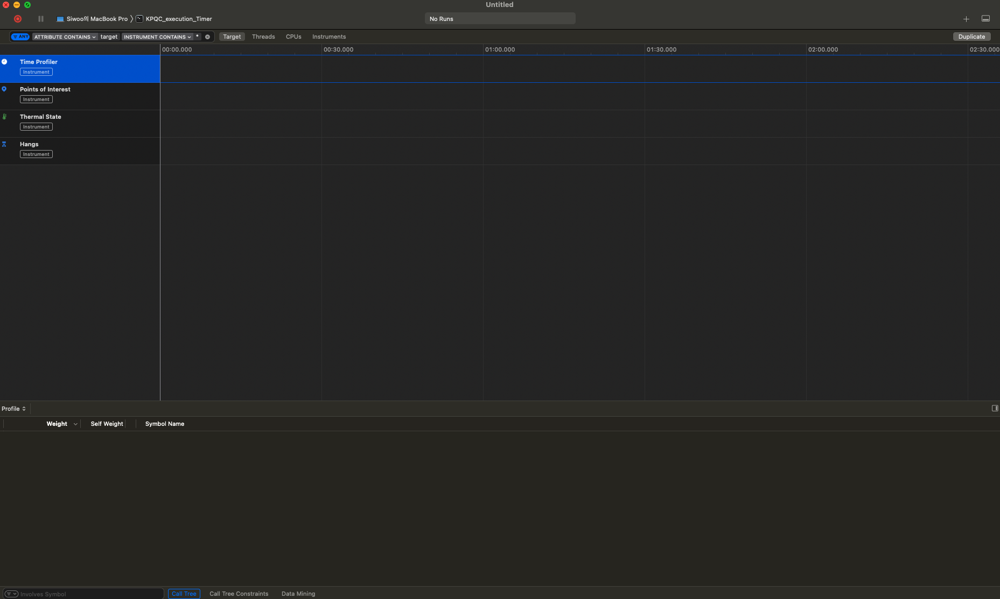 Untitled
Siwoo의 MacBook Pro 〉 KPQC_execution_Timer
No Runs
ANY ATTRIBUTE CONTAINS target INSTRUMENT CONTAINS * Target Threads CPUs Instruments Duplicate
00:00.000 00:30.000 01:00.000 01:30.000 02:00.000 02:30.000
Time Profiler
Instrument
Points of Interest
Instrument
Thermal State
Instrument
Hangs
Instrument
Profile
Weight Self Weight Symbol Name
Involves Symbol Call Tree Call Tree Constraints Data Mining